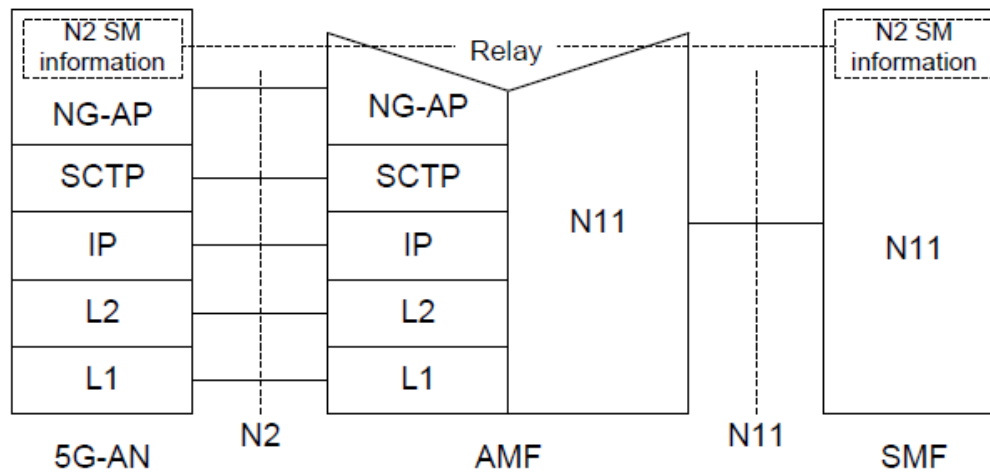 N2 SM
information
NG-AP
SCTP
IP
L2
L1
5G-AN
N2
Relay
NG-AP
SCTP
IP
L2
L1
N11
AMF
N11
N2 SM
information
N11
SMF